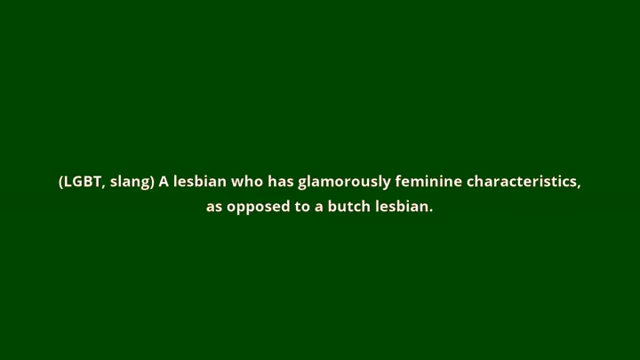 (LGBT, slang) A lesbian who has glamorously feminine characteristics,
as opposed to a butch lesbian.